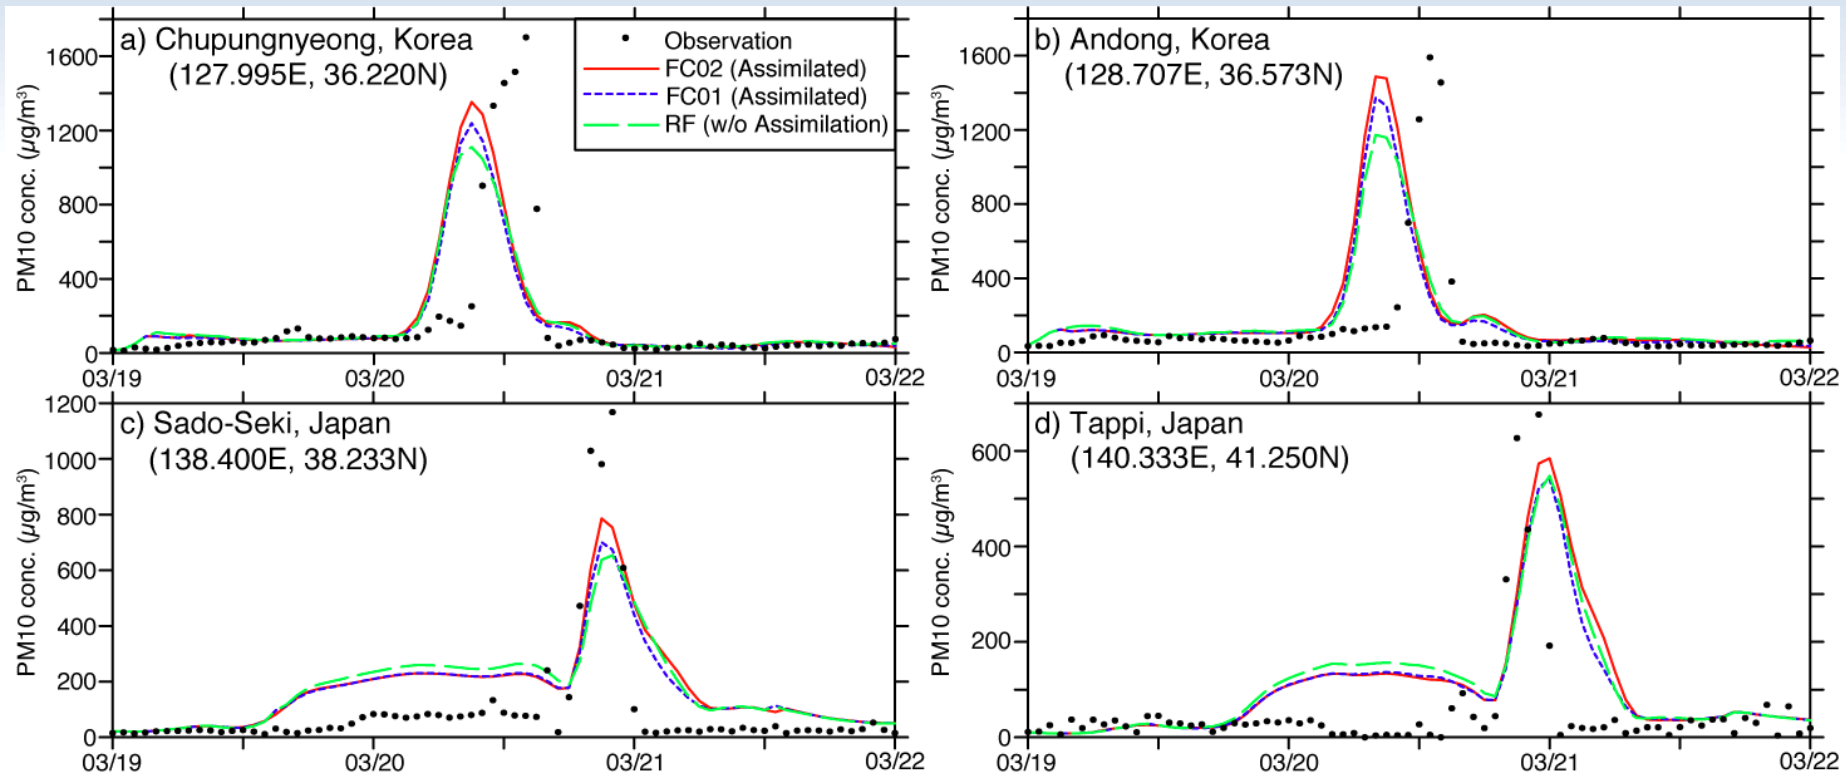 a) Chupungnyeong, Korea
(127.995E, 36.220N)
Observation
FC02 (Assimilated)
FC01 (Assimilated)
RF (w/o Assimilation)
PM10 conc. (μg/m³)
1600
1200
800
400
0
03/19
03/20
03/21
03/22
b) Andong, Korea
(128.707E, 36.573N)
PM10 conc. (μg/m³)
1600
1200
800
400
0
03/19
03/20
03/21
03/22
c) Sado-Seki, Japan
(138.400E, 38.233N)
PM10 conc. (μg/m³)
1200
1000
800
600
400
200
0
03/19
03/20
03/21
03/22
d) Tappi, Japan
(140.333E, 41.250N)
PM10 conc. (μg/m³)
600
400
200
0
03/19
03/20
03/21
03/22